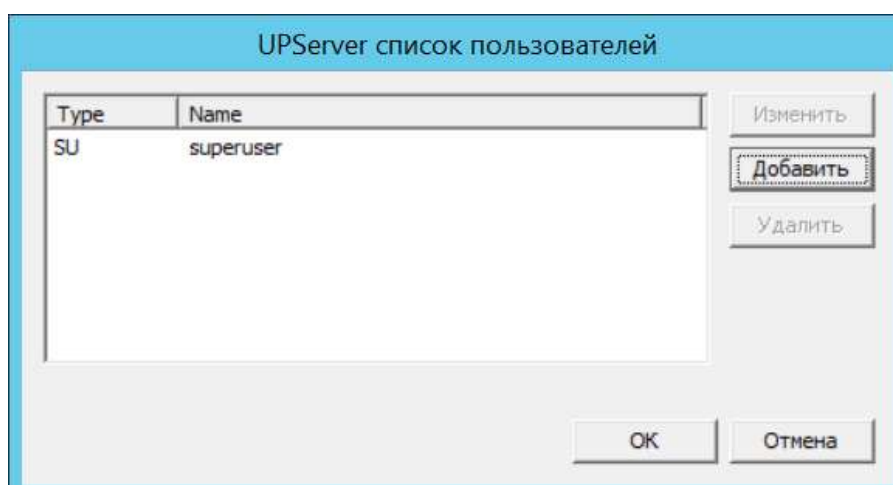 UPServer список пользователей
Type Name
SU superuser
Изменить
Добавить
Удалить
OK Отмена